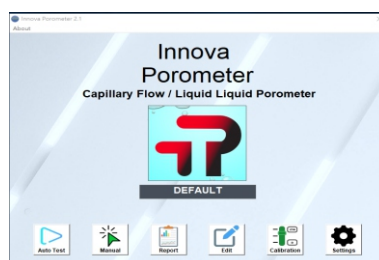 Innova Porometer 2.1
About
Innova
Porometer
Capillary Flow / Liquid Liquid Porometer
DEFAULT
Auto Test
Manual
Report
Edit
Calibration
Settings